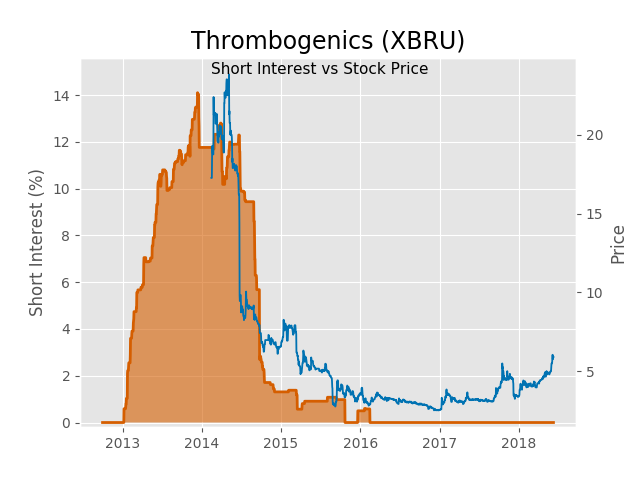 Thrombogenics (XBRU)
Short Interest vs Stock Price
Short Interest (%)
14
12
10
8
6
4
2
0
20
15
10
5
Price
2013 2014 2015 2016 2017 2018